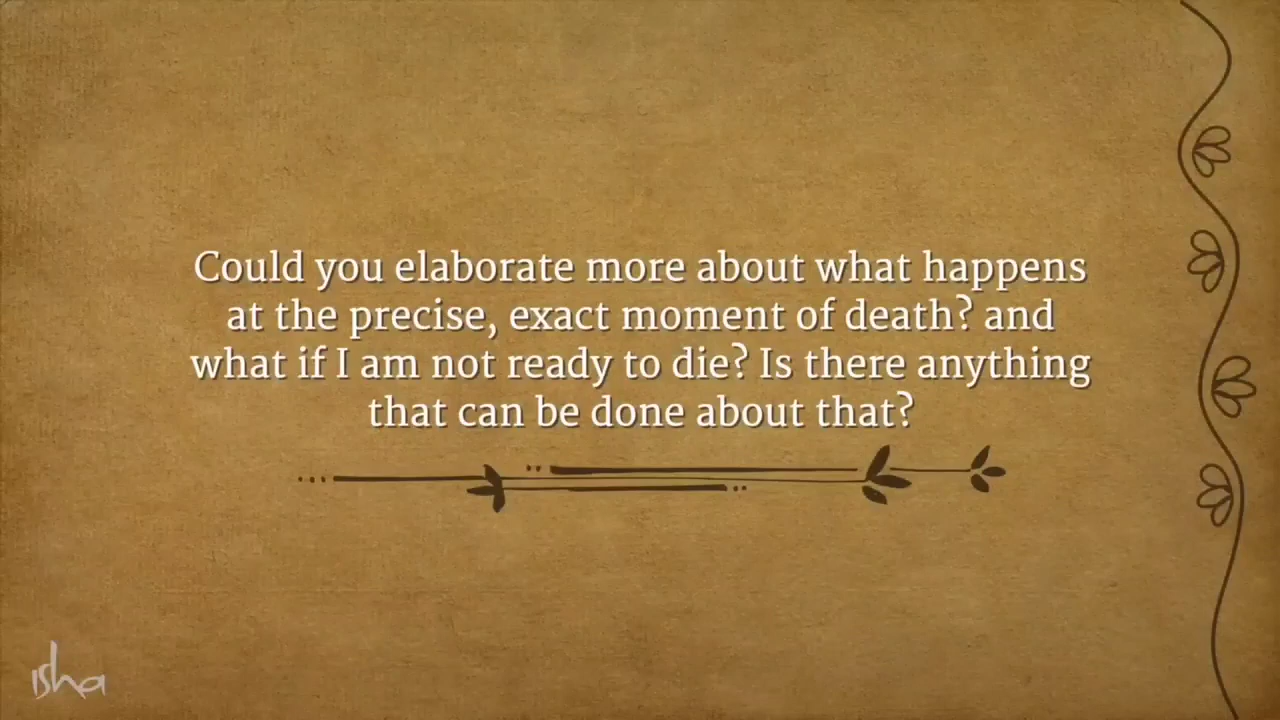 Could you elaborate more about what happens
at the precise, exact moment of death? and
what if I am not ready to die? Is there anything
that can be done about that?
isha